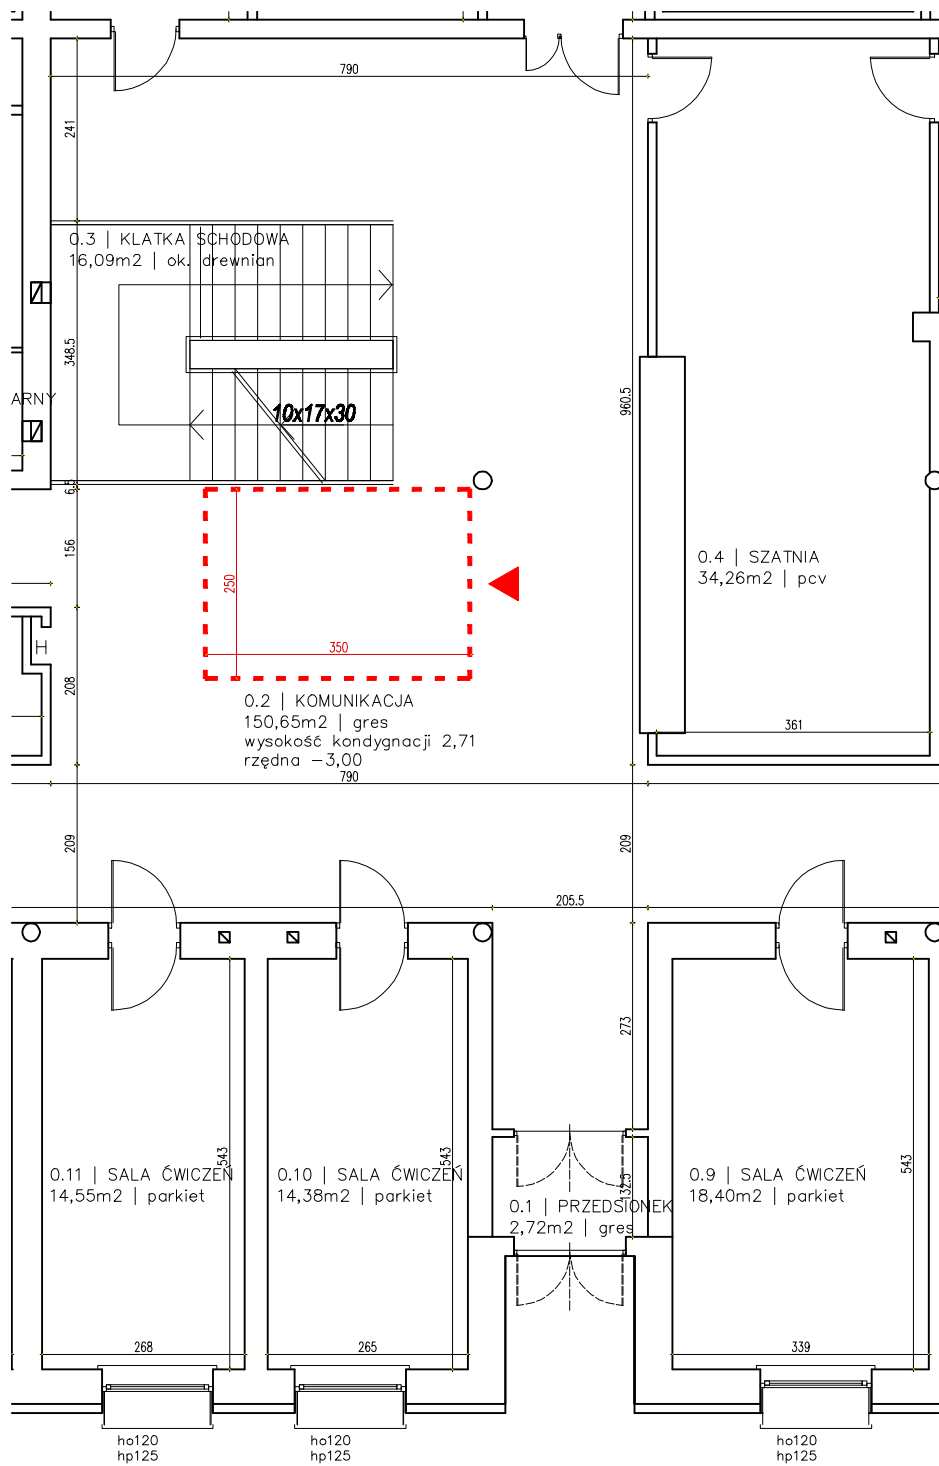 790
241
0.3 | KLATKA SCHODOWA
16,09m2 | ok. drewnian
348.5
960.5
ARNY
10x17x30
6.5
156
250
350
0.4 | SZATNIA
34,26m2 | pcv
H
208
0.2 | KOMUNIKACJA
150,65m2 | gres
wysokość kondygnacji 2,71
rzędna –3,00
361
790
209
209
205.5
273
543
543
543
132.5
0.11 | SALA ĆWICZEŃ
14,55m2 | parkiet
0.10 | SALA ĆWICZEŃ
14,38m2 | parkiet
0.1 | PRZEDSIONEK
2,72m2 | gres
0.9 | SALA ĆWICZEŃ
18,40m2 | parkiet
268
265
339
ho120
hp125
ho120
hp125
ho120
hp125